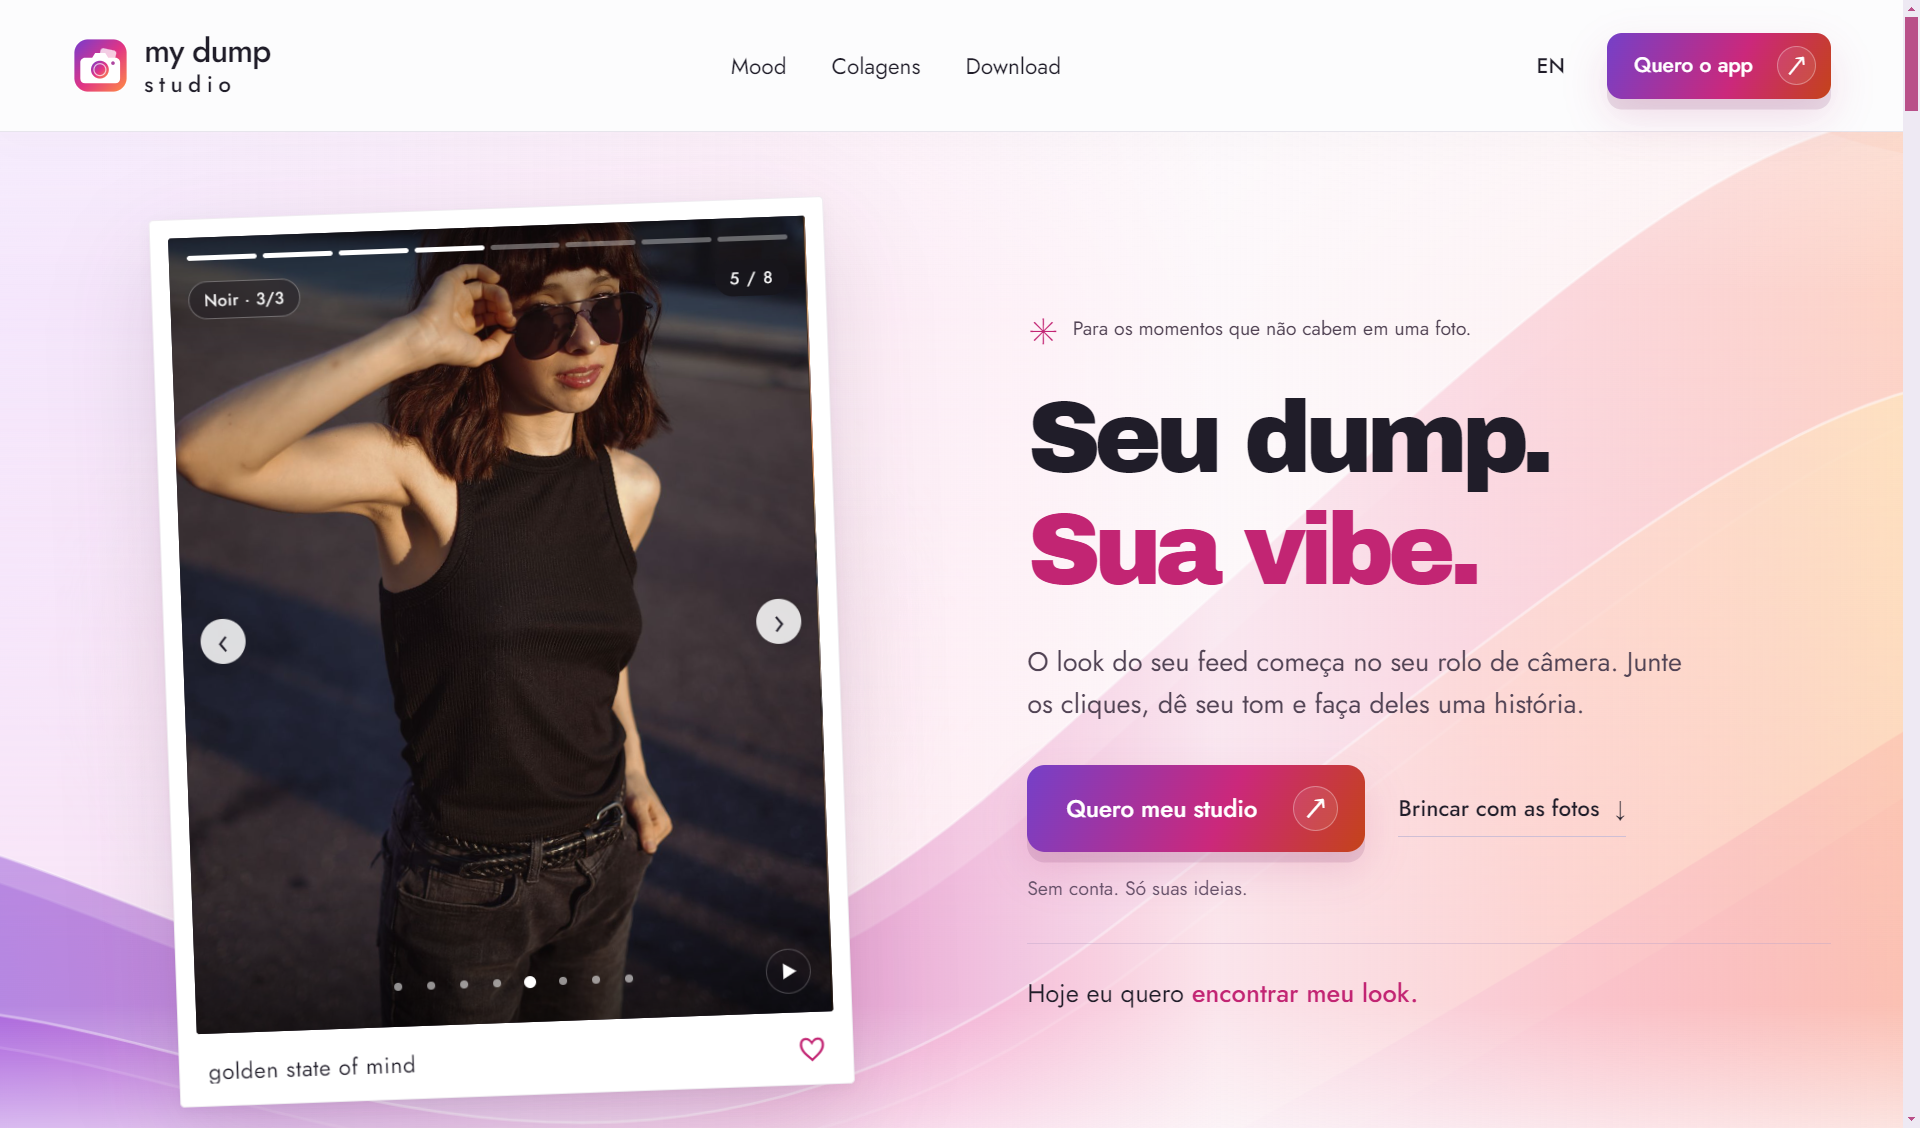 my dump
studio
Mood
Colagens
Download
EN
Quero o app
5 / 8
Noir · 3/3
golden state of mind
Para os momentos que não cabem em uma foto.
Seu dump.
Sua vibe.
O look do seu feed começa no seu rolo de câmera. Junte
os cliques, dê seu tom e faça deles uma história.
Quero meu studio
Brincar com as fotos
Sem conta. Só suas ideias.
Hoje eu quero encontrar meu look.